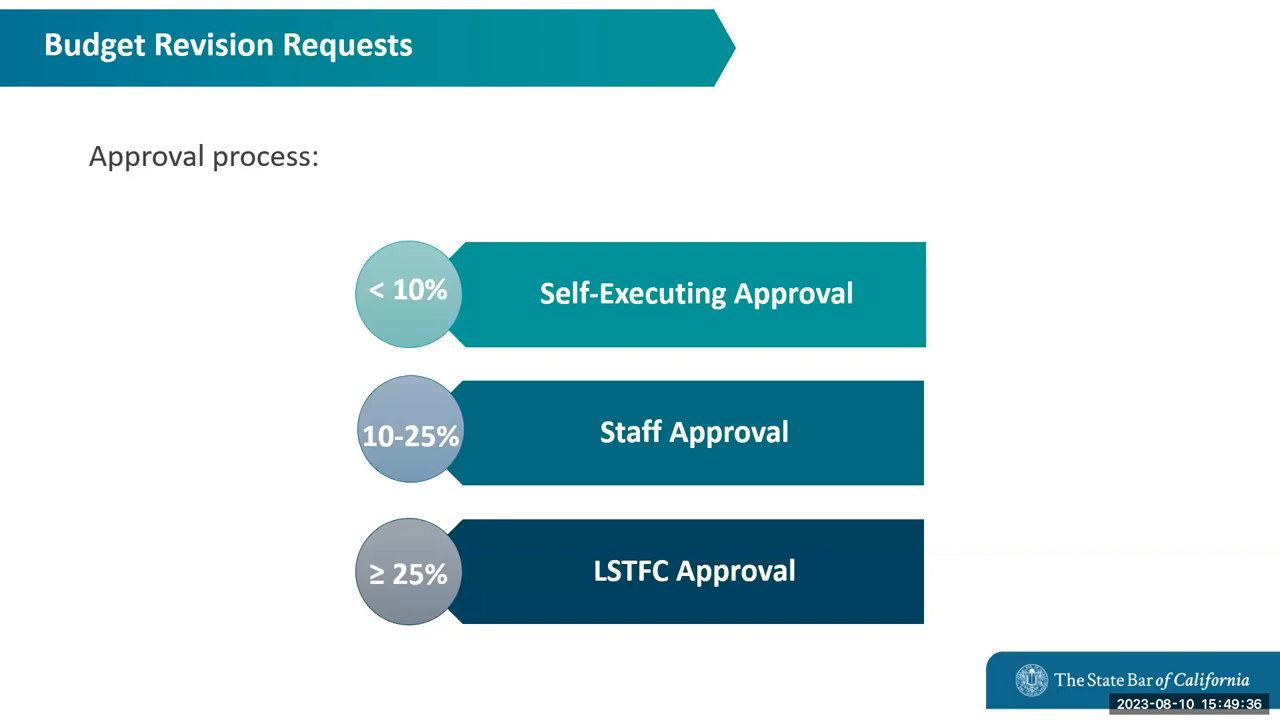 Budget Revision Requests
Approval process:
< 10%
Self-Executing Approval
10-25%
Staff Approval
≥ 25%
LSTFC Approval
The State Bar of California
2023-08-10 15:49:36